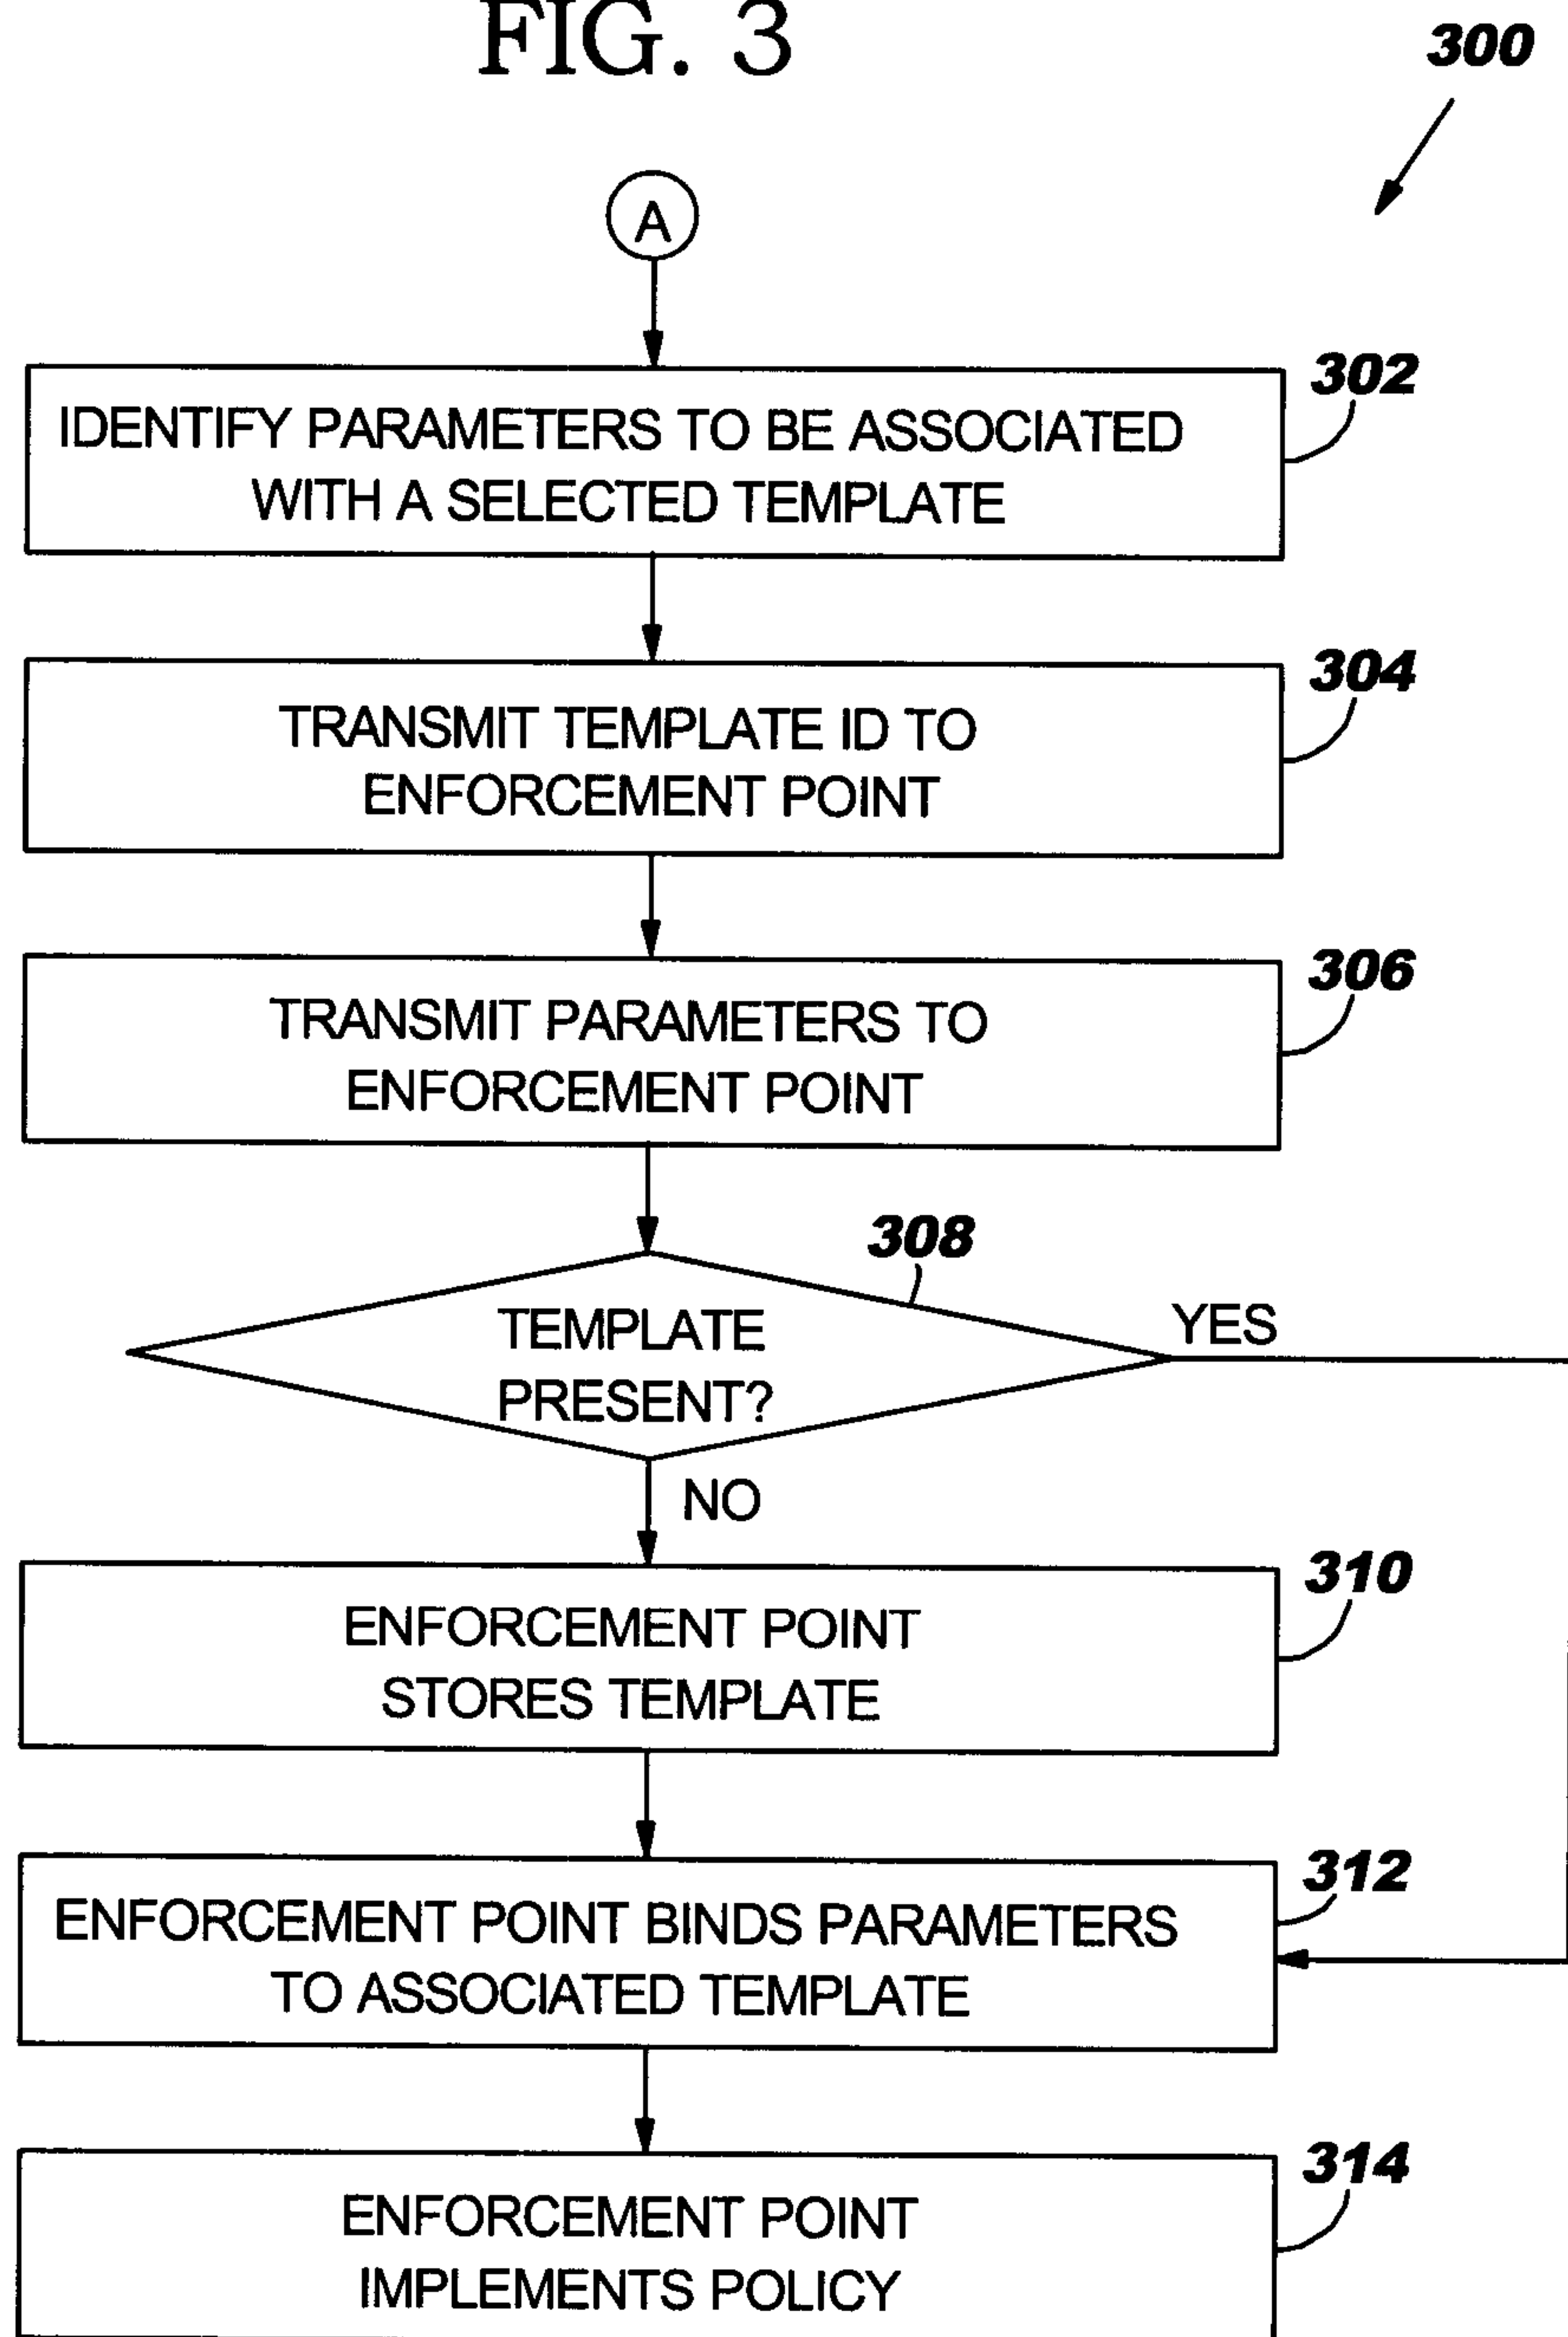 FIG. 3
300
A
302
IDENTIFY PARAMETERS TO BE ASSOCIATED
WITH A SELECTED TEMPLATE
304
TRANSMIT TEMPLATE ID TO
ENFORCEMENT POINT
306
TRANSMIT PARAMETERS TO
ENFORCEMENT POINT
308
TEMPLATE
PRESENT?
YES
NO
310
ENFORCEMENT POINT
STORES TEMPLATE
312
ENFORCEMENT POINT BINDS PARAMETERS
TO ASSOCIATED TEMPLATE
314
ENFORCEMENT POINT
IMPLEMENTS POLICY